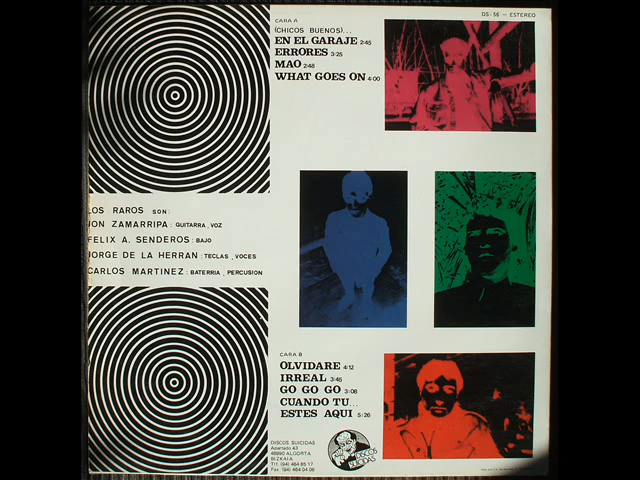 CARA A
DS-56 — ESTEREO
(CHICOS BUENOS)...
EN EL GARAJE 2:45
ERRORES 3:25
MAO 2:48
WHAT GOES ON 4:00
LOS RAROS SON:
JON ZAMARRIPA: GUITARRA, VOZ
FELIX A. SENDEROS: BAJO
JORGE DE LA HERRAN: TECLAS, VOCES
CARLOS MARTINEZ: BATERRIA, PERCUSION
CARA B
OLVIDARE 4:12
IRREAL 3:45
GO GO GO 3:08
CUANDO TU...
ESTES AQUI 5:26
DISCOS SUICIDAS
Apartado 43
48990 ALGORTA
BIZKAIA
Tlf: (94) 464 85 17
Fax: (94) 464 04 06
DISCOS
SUICIDAS